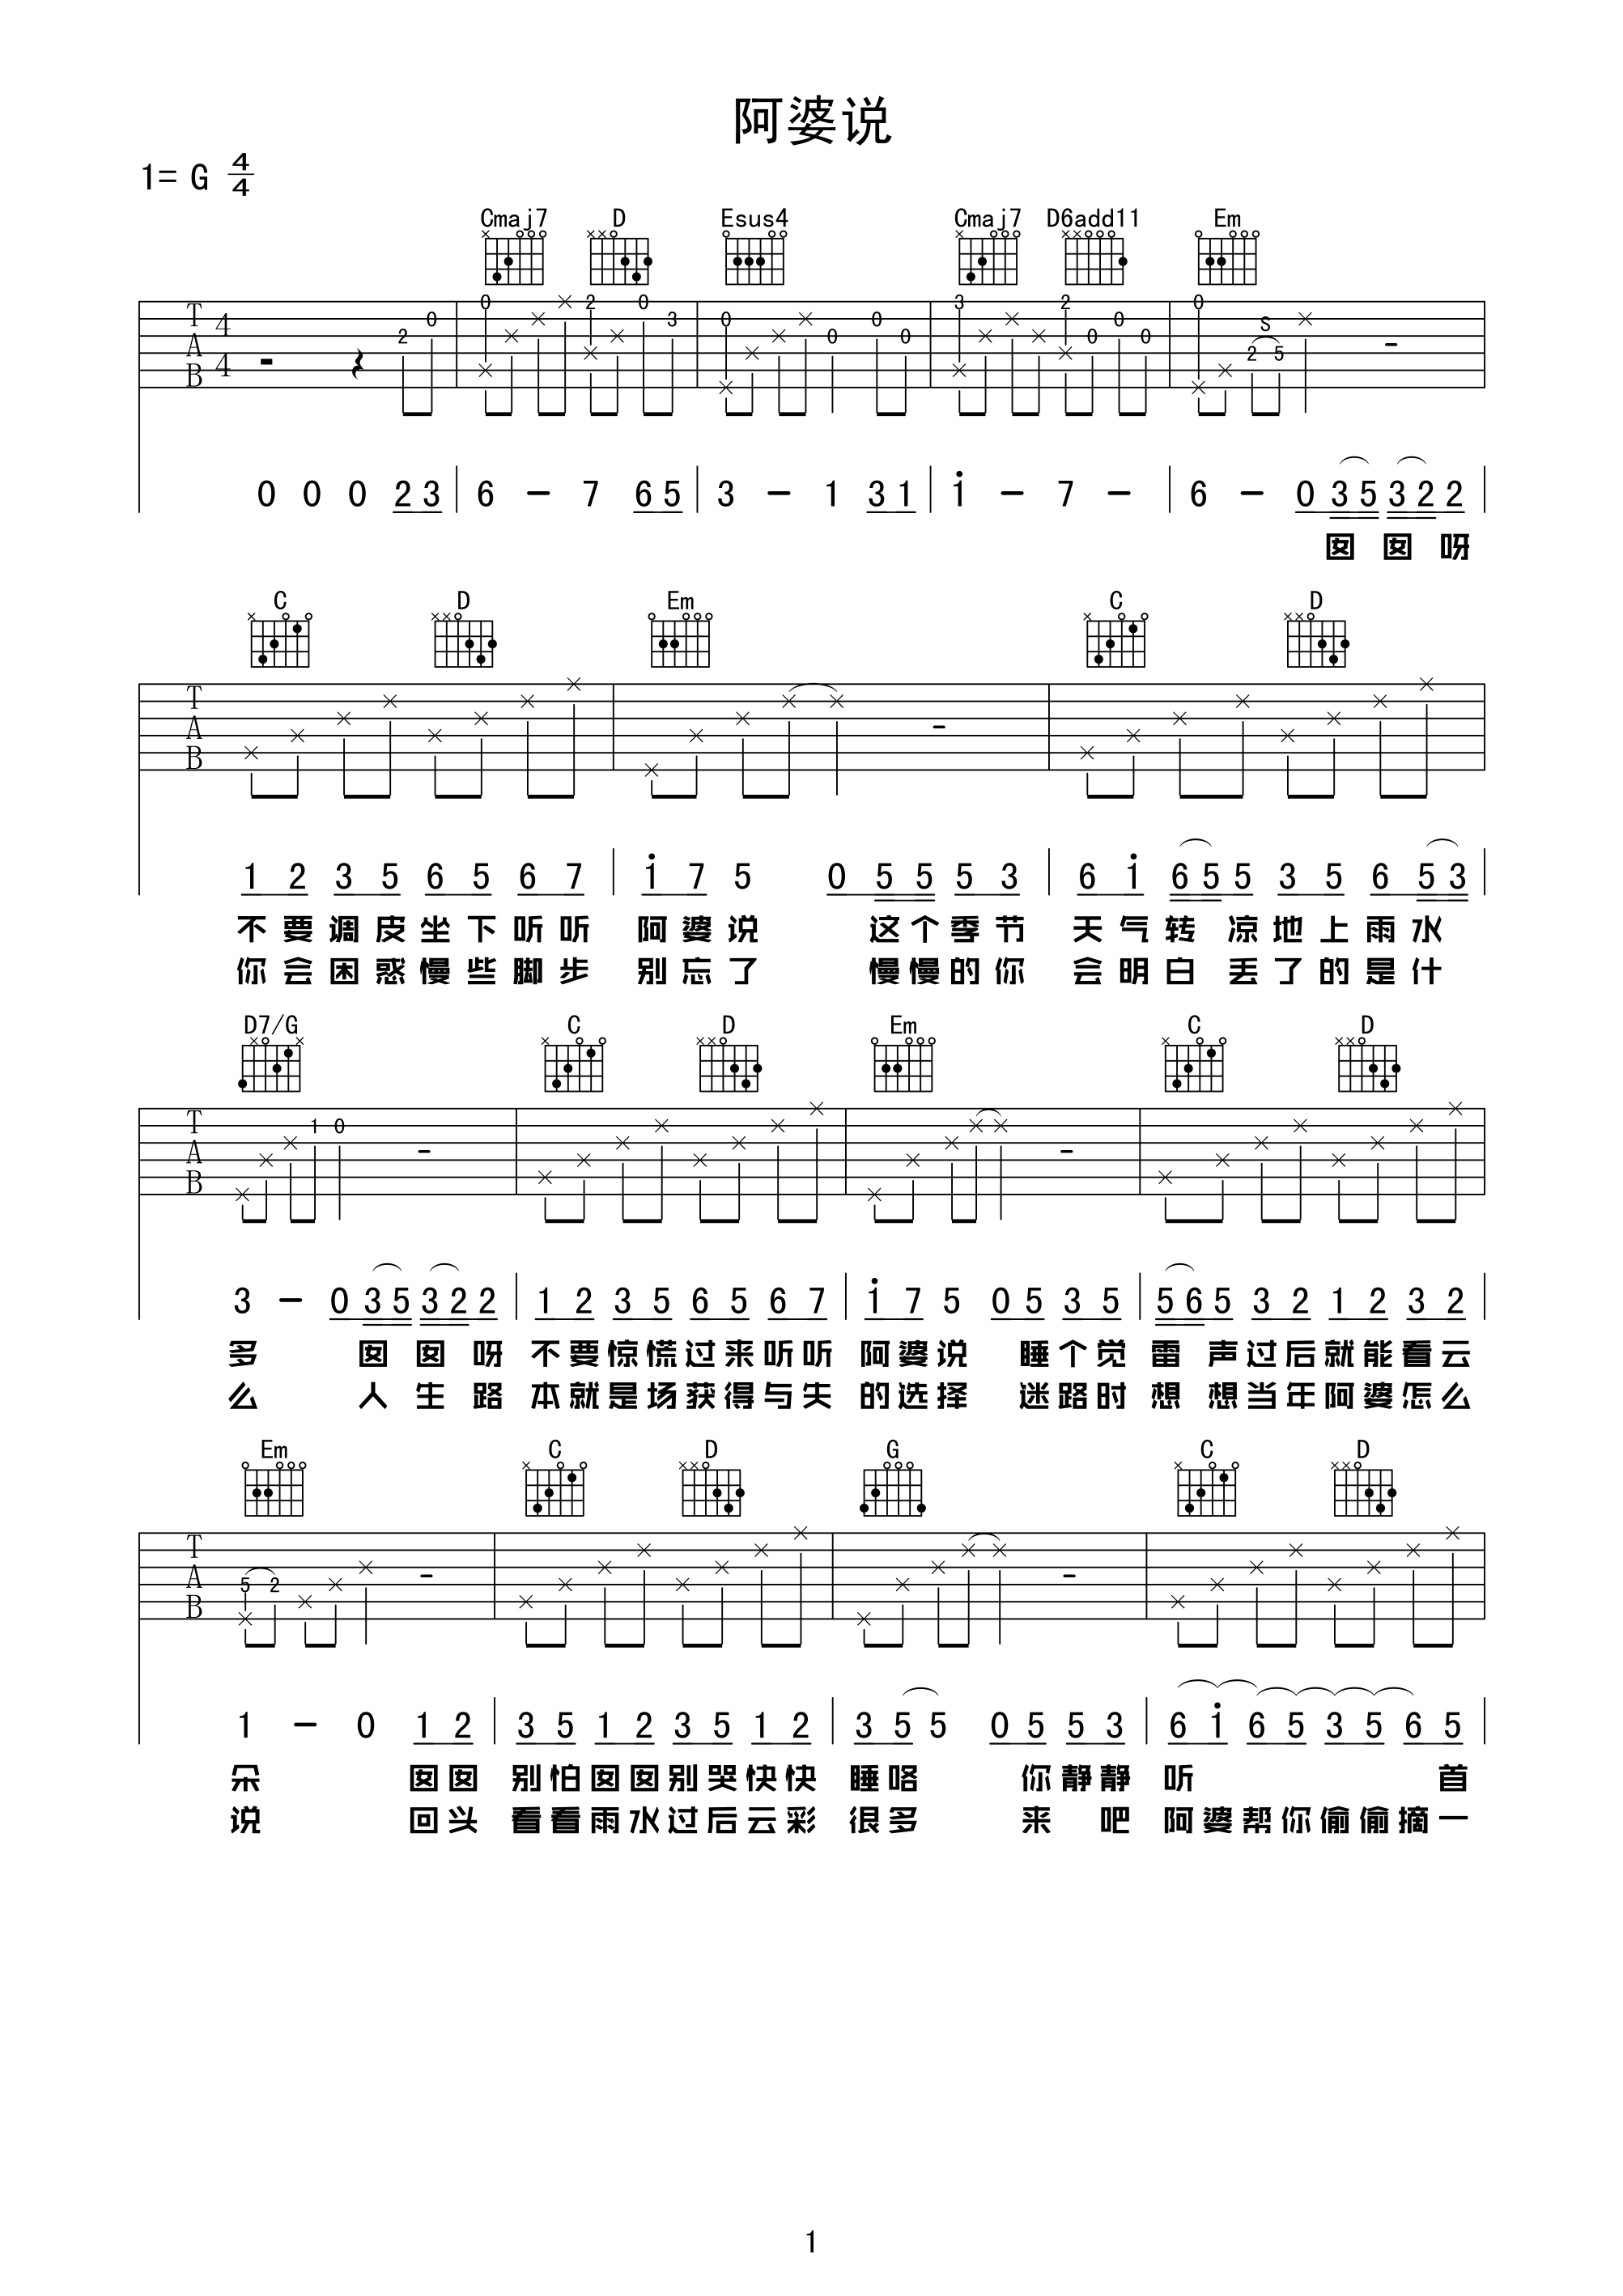 阿婆说
1= G 4/4
Cmaj7 D Esus4 Cmaj7 D6add11 Em
T A B 4/4 2 0 0 2 0 3 0 0 0 0 3 2 0 0 0 0 2 S 5
0 0 0 2 3 | 6 - 7 6 5 | 3 - 1 3 1 | i - 7 - | 6 - 0 3 5 3 2 2 |
囡 囡 呀
C D Em C D
T A B
1 2 3 5 6 5 6 7 | i 7 5 0 5 5 5 3 | 6 i 6 5 5 3 5 6 5 3 |
不 要 调 皮 坐 下 听 听 阿 婆 说 这 个 季 节 天 气 转 凉 地 上 雨 水
你 会 困 惑 慢 些 脚 步 别 忘 了 慢 慢 的 你 会 明 白 丢 了 的 是 什
D7/G C D Em C D
T A B 1 0
3 - 0 3 5 3 2 2 | 1 2 3 5 6 5 6 7 | i 7 5 0 5 3 5 | 5 6 5 3 2 1 2 3 2 |
多 囡 囡 呀 不 要 惊 慌 过 来 听 听 阿 婆 说 睡 个 觉 雷 声 过 后 就 能 看 云
么 人 生 路 本 就 是 场 获 得 与 失 的 选 择 迷 路 时 想 想 当 年 阿 婆 怎 么
Em C D G C D
T A B 5 2
1 - 0 1 2 | 3 5 1 2 3 5 1 2 | 3 5 5 0 5 5 3 | 6 i 6 5 3 5 6 5 |
朵 囡 囡 别 怕 囡 囡 别 哭 快 快 睡 咯 你 静 静 听 首
说 回 头 看 看 雨 水 过 后 云 彩 很 多 来 吧 阿 婆 帮 你 偷 偷 摘 一
1